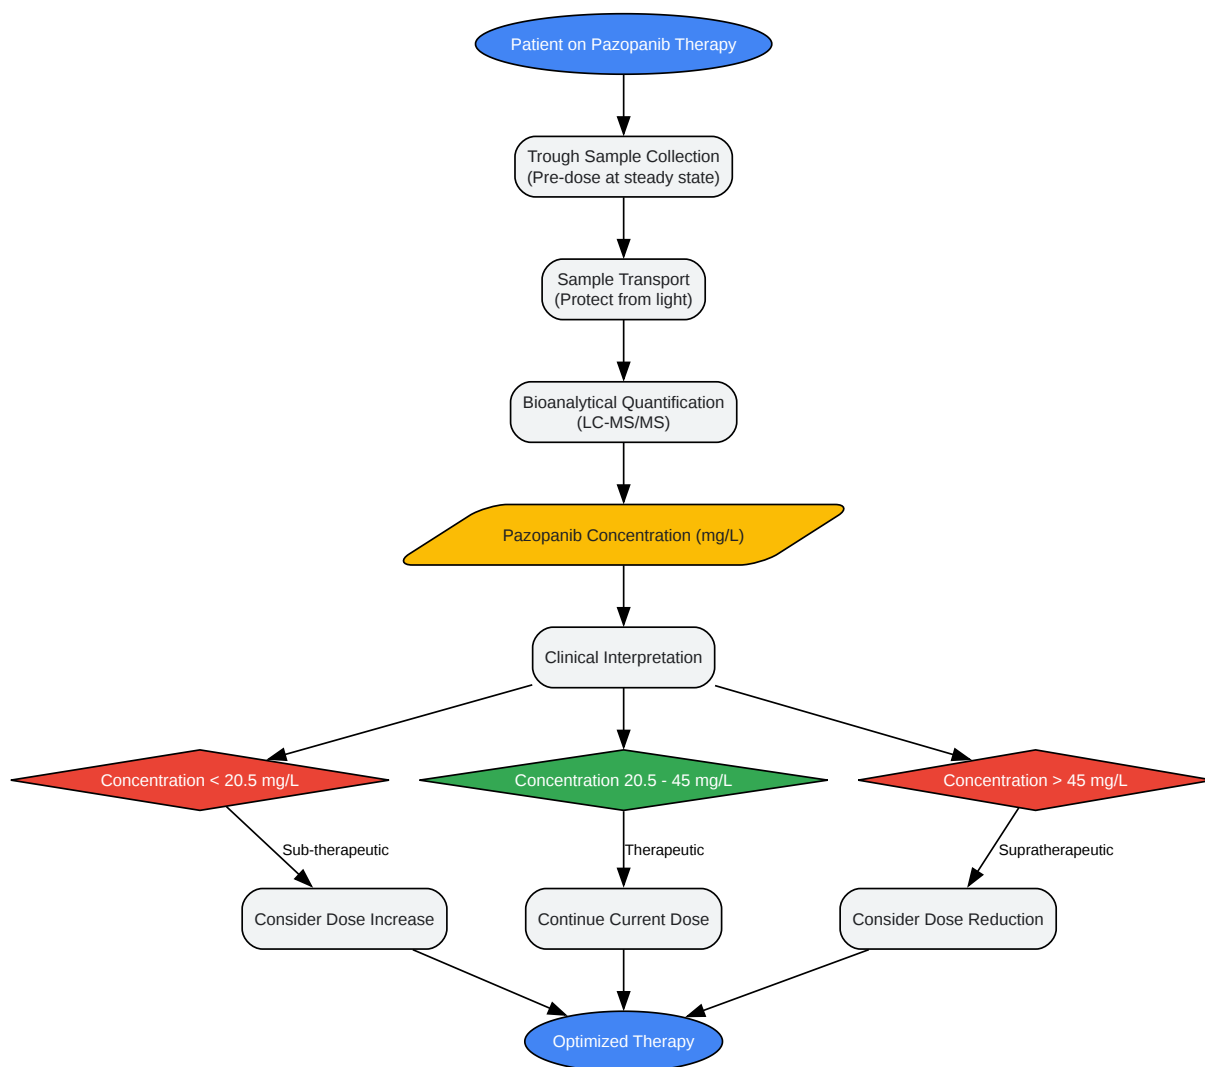 Patient on Pazopanib Therapy
Trough Sample Collection
(Pre-dose at steady state)
Sample Transport
(Protect from light)
Bioanalytical Quantification
(LC-MS/MS)
Pazopanib Concentration (mg/L)
Clinical Interpretation
Concentration < 20.5 mg/L
Concentration 20.5 - 45 mg/L
Concentration > 45 mg/L
Sub-therapeutic
Therapeutic
Supratherapeutic
Consider Dose Increase
Continue Current Dose
Consider Dose Reduction
Optimized Therapy